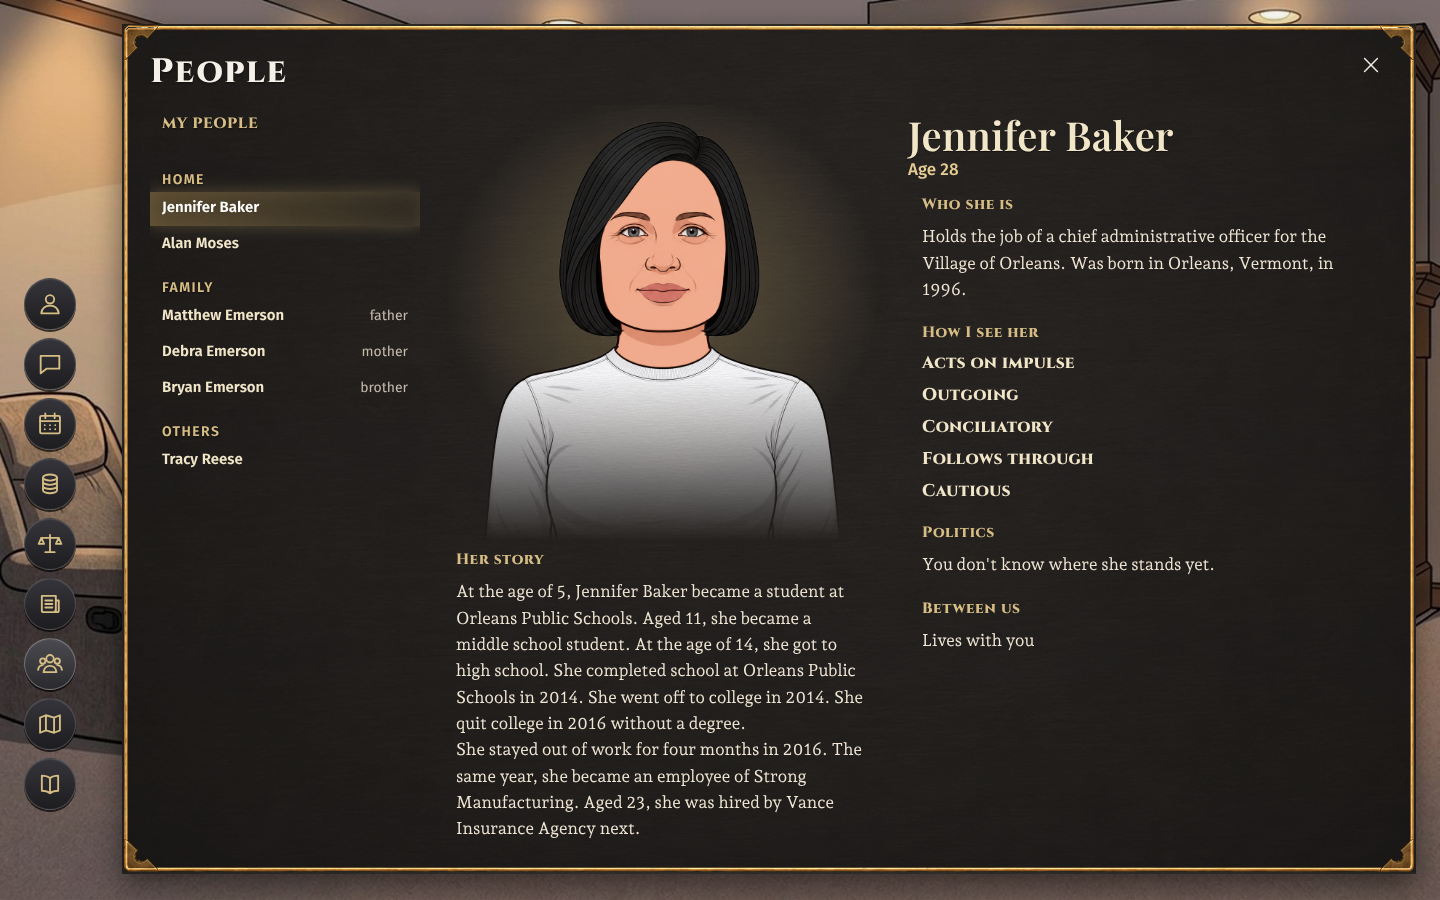 People
MY PEOPLE
HOME
Jennifer Baker
Alan Moses
FAMILY
Matthew Emerson father
Debra Emerson mother
Bryan Emerson brother
OTHERS
Tracy Reese
Her story
At the age of 5, Jennifer Baker became a student at
Orleans Public Schools. Aged 11, she became a
middle school student. At the age of 14, she got to
high school. She completed school at Orleans Public
Schools in 2014. She went off to college in 2014. She
quit college in 2016 without a degree.
She stayed out of work for four months in 2016. The
same year, she became an employee of Strong
Manufacturing. Aged 23, she was hired by Vance
Insurance Agency next.
Jennifer Baker
Age 28
Who she is
Holds the job of a chief administrative officer for the
Village of Orleans. Was born in Orleans, Vermont, in
1996.
How I see her
Acts on impulse
Outgoing
Conciliatory
Follows through
Cautious
Politics
You don't know where she stands yet.
Between us
Lives with you